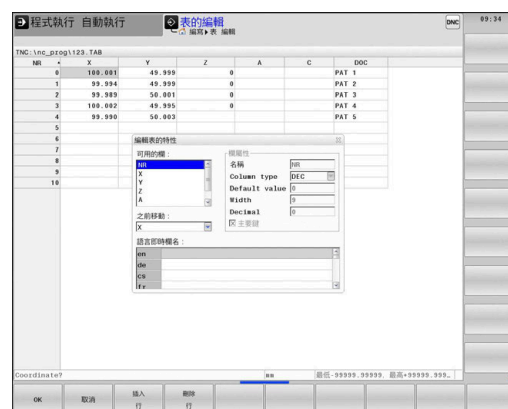 程式執行 自動執行
表的編輯
編寫 表 編輯
DNC
09:34
TNC:\nc_prog\123.TAB
NR X Y Z A C DOC
0 100.001 49.999 0 PAT 1
1 99.994 49.999 0 PAT 2
2 99.989 50.001 0 PAT 3
3 100.002 49.995 0 PAT 4
4 99.990 50.003 PAT 5
5
6
7
8
9
10
編輯表的特性
可用的欄：
NR
X
Y
Z
A
之前移動：
X
欄屬性
名稱 NR
Column type DEC
Default value 0
Width 9
Decimal 0
主要鍵
語言即時欄名：
en
de
cs
fr
Coordinate? mm 最低-99999.99999, 最高+99999.999…
OK
取消
插入
行
刪除
行